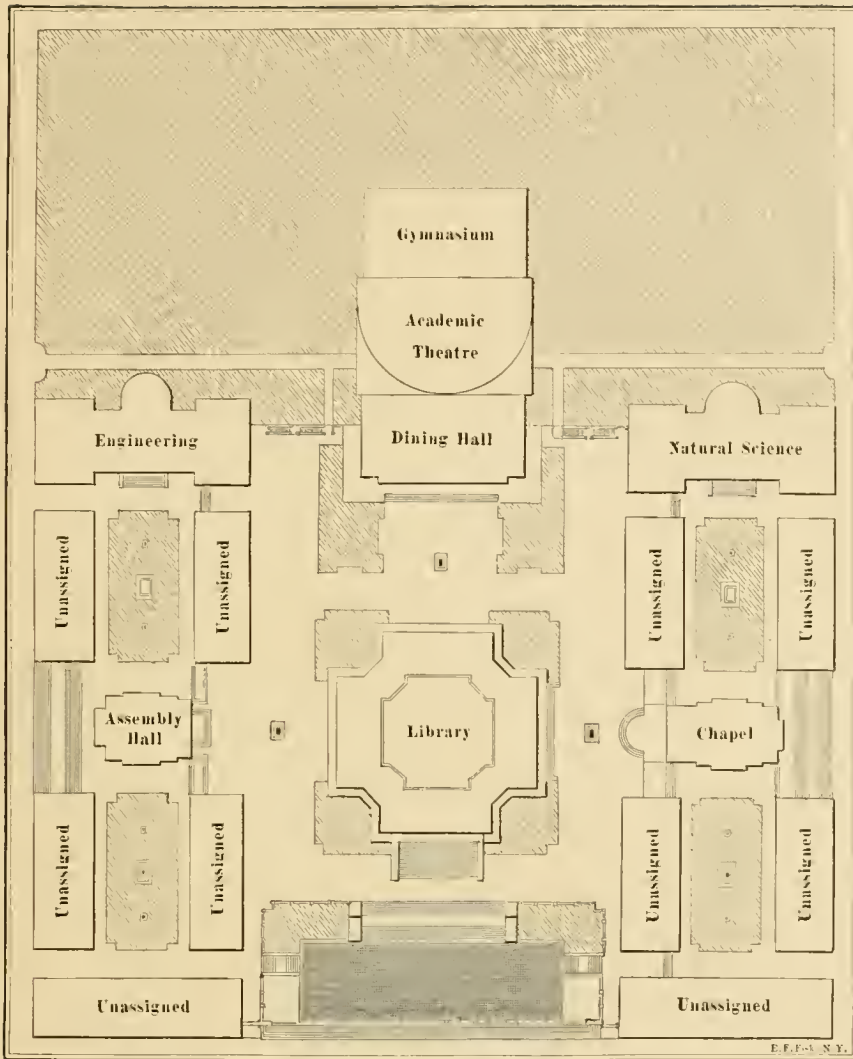 Gymnasium
Academic
Theatre
Engineering
Dining Hall
Natural Science
Unassigned
Unassigned
Unassigned
Unassigned
Assembly
Hall
Library
Chapel
Unassigned
Unassigned
Unassigned
Unassigned
Unassigned
Unassigned
N.Y.